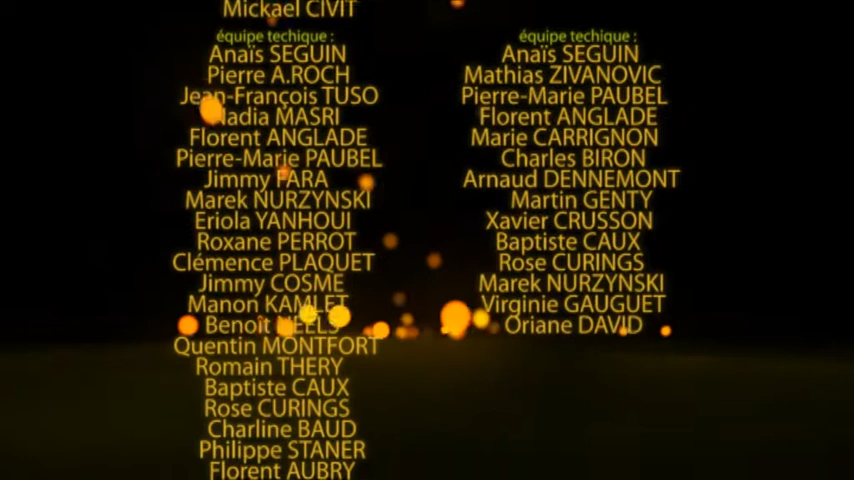 Mickael CIVIT
équipe techique :
Anaïs SEGUIN
Pierre A.ROCH
Jean-François TUSO
Nadia MASRI
Florent ANGLADE
Pierre-Marie PAUBEL
Jimmy FARA
Marek NURZYNSKI
Eriola YANHOUI
Roxane PERROT
Clémence PLAQUET
Jimmy COSME
Manon KAMLET
Benoit
Quentin MONTFORT
Romain THERY
Baptiste CAUX
Rose CURINGS
Charline BAUD
Philippe STANER
Florent AUBRY
équipe techique :
Anaïs SEGUIN
Mathias ZIVANOVIC
Pierre-Marie PAUBEL
Florent ANGLADE
Marie CARRIGNON
Charles BIRON
Arnaud DENNEMONT
Martin GENTY
Xavier CRUSSON
Baptiste CAUX
Rose CURINGS
Marek NURZYNSKI
Virginie GAUGUET
Oriane DAVID